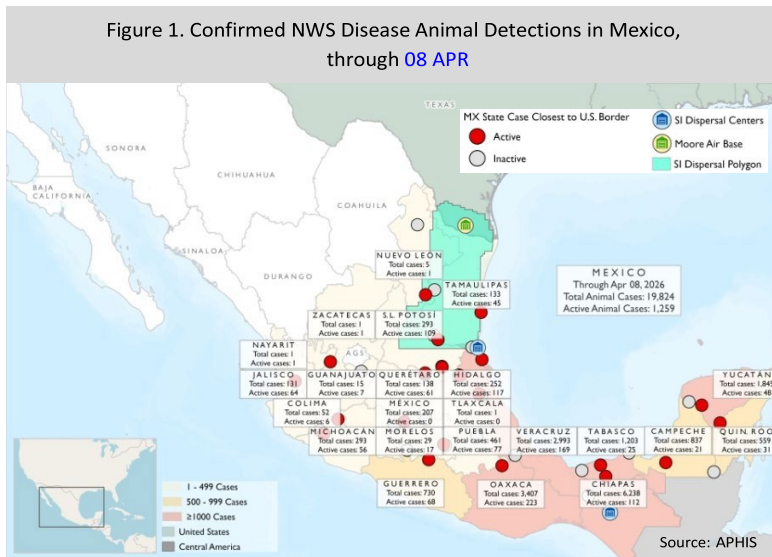 Figure 1. Confirmed NWS Disease Animal Detections in Mexico,
through 08 APR
TEXAS
MX State Case Closest to U.S. Border
Active
Inactive
SI Dispersal Centers
Moore Air Base
SI Dispersal Polygon
SONORA
CHIHUAHUA
BAJA
CALIFORNIA
COAHUILA
SINALOA
DURANGO
NUEVO LEÓN
Total cases: 5
Active cases: 1
TAMAULIPAS
Total cases: 133
Active cases: 45
MEXICO
Through Apr 08, 2026
Total Animal Cases: 19,824
Active Animal Cases: 1,259
ZACATECAS
Total cases: 1
Active cases: 1
S.L. POTOSÍ
Total cases: 293
Active cases: 109
NAYARIT
Total cases: 1
Active cases: 1
AGS
JALISCO
Total cases: 131
Active cases: 64
GUANAJUATO
Total cases: 15
Active cases: 7
QUERÉTARO
Total cases: 138
Active cases: 61
HIDALGO
Total cases: 252
Active cases: 117
YUCATÁN
Total cases: 1,845
Active cases: 48
COLIMA
Total cases: 52
Active cases: 6
MÉXICO
Total cases: 207
Active cases: 0
TLAXCALA
Total cases: 1
Active cases: 0
MICHOACÁN
Total cases: 293
Active cases: 56
MORELOS
Total cases: 29
Active cases: 17
PUEBLA
Total cases: 461
Active cases: 77
VERACRUZ
Total cases: 2,993
Active cases: 169
TABASCO
Total cases: 1,203
Active cases: 25
CAMPECHE
Total cases: 837
Active cases: 21
QUIN. ROO
Total cases: 559
Active cases: 31
GUERRERO
Total cases: 730
Active cases: 68
OAXACA
Total cases: 3,407
Active cases: 223
CHIAPAS
Total cases: 6,238
Active cases: 112
1 - 499 Cases
500 - 999 Cases
≥1000 Cases
United States
Central America
Source: APHIS